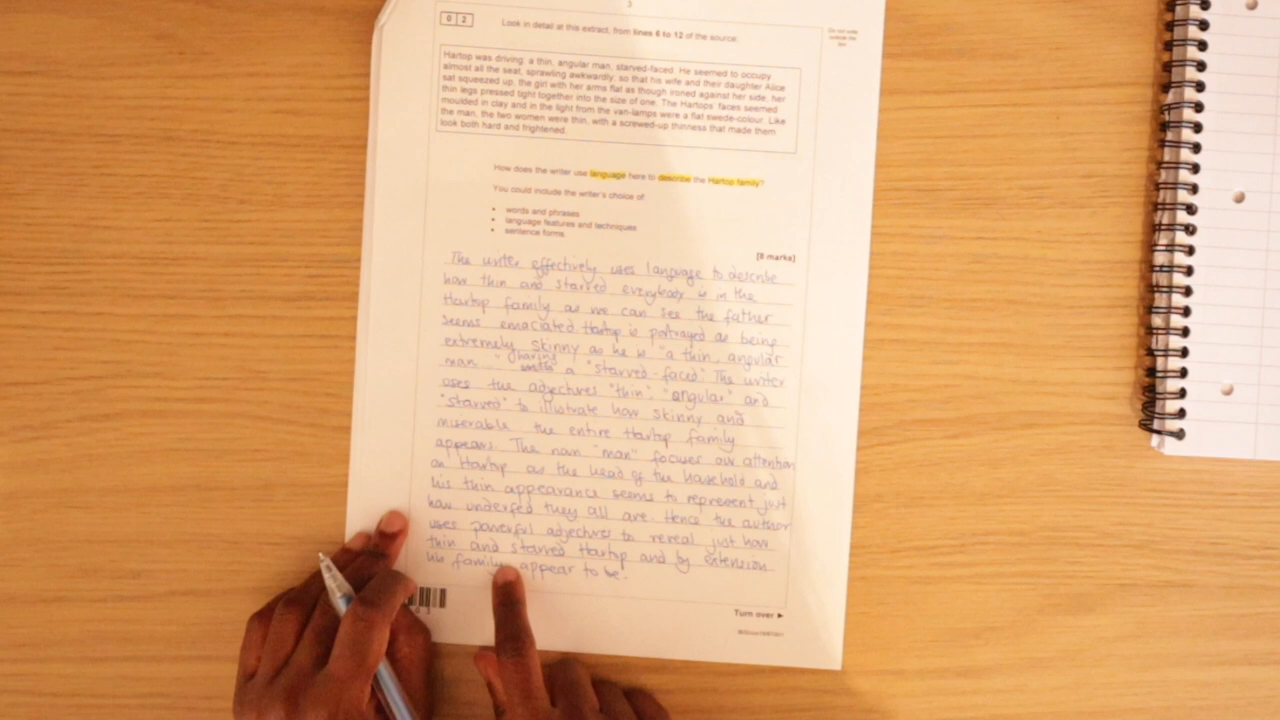 3
0 2
Look in detail at this extract, from lines 6 to 12 of the source:
Do not write
outside the
box
Hartop was driving: a thin, angular man, starved-faced. He seemed to occupy
almost all the seat, sprawling awkwardly, so that his wife and their daughter Alice
sat squeezed up, the girl with her arms flat as though ironed against her side, her
thin legs pressed tight together into the size of one. The Hartops' faces seemed
moulded in clay and in the light from the van-lamps were a flat swede-colour. Like
the man, the two women were thin, with a screwed-up thinness that made them
look both hard and frightened.
How does the writer use language here to describe the Hartop family?
You could include the writer's choice of:
• words and phrases
• language features and techniques
• sentence forms.
[8 marks]
The writer effectively uses language to describe
how thin and starved everybody is in the
Hartop family as we can see the father
seems emaciated. Hartop is portrayed as being
extremely skinny as he is "a thin, angular
man..." having
a "starved-faced". The writer
uses the adjectives "thin", "angular" and
"starved" to illustrate how skinny and
miserable the entire Hartop family
appears. The noun "man" focuses our attention
on Hartop as the head of the household and
his thin appearance seems to represent just
how underfed they all are. Hence the author
uses powerful adjectives to reveal just how
thin and starved Hartop and by extension
his family appear to be.
Turn over ►